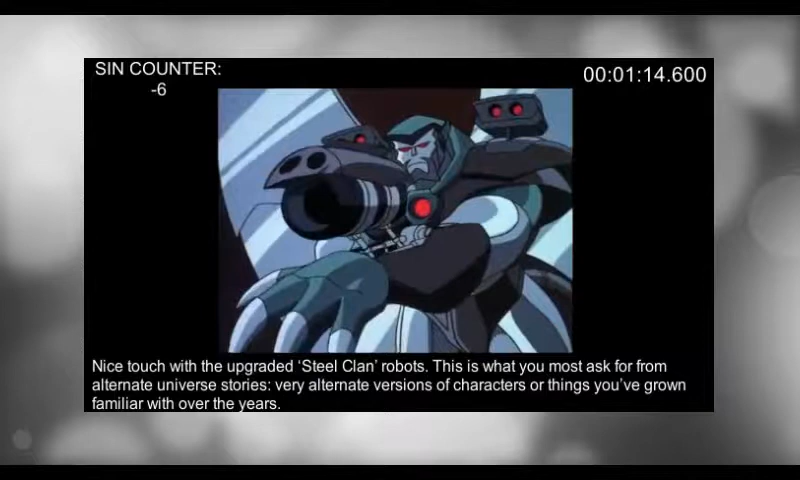 SIN COUNTER:
-6
00:01:14.600
Nice touch with the upgraded ‘Steel Clan’ robots. This is what you most ask for from
alternate universe stories: very alternate versions of characters or things you’ve grown
familiar with over the years.